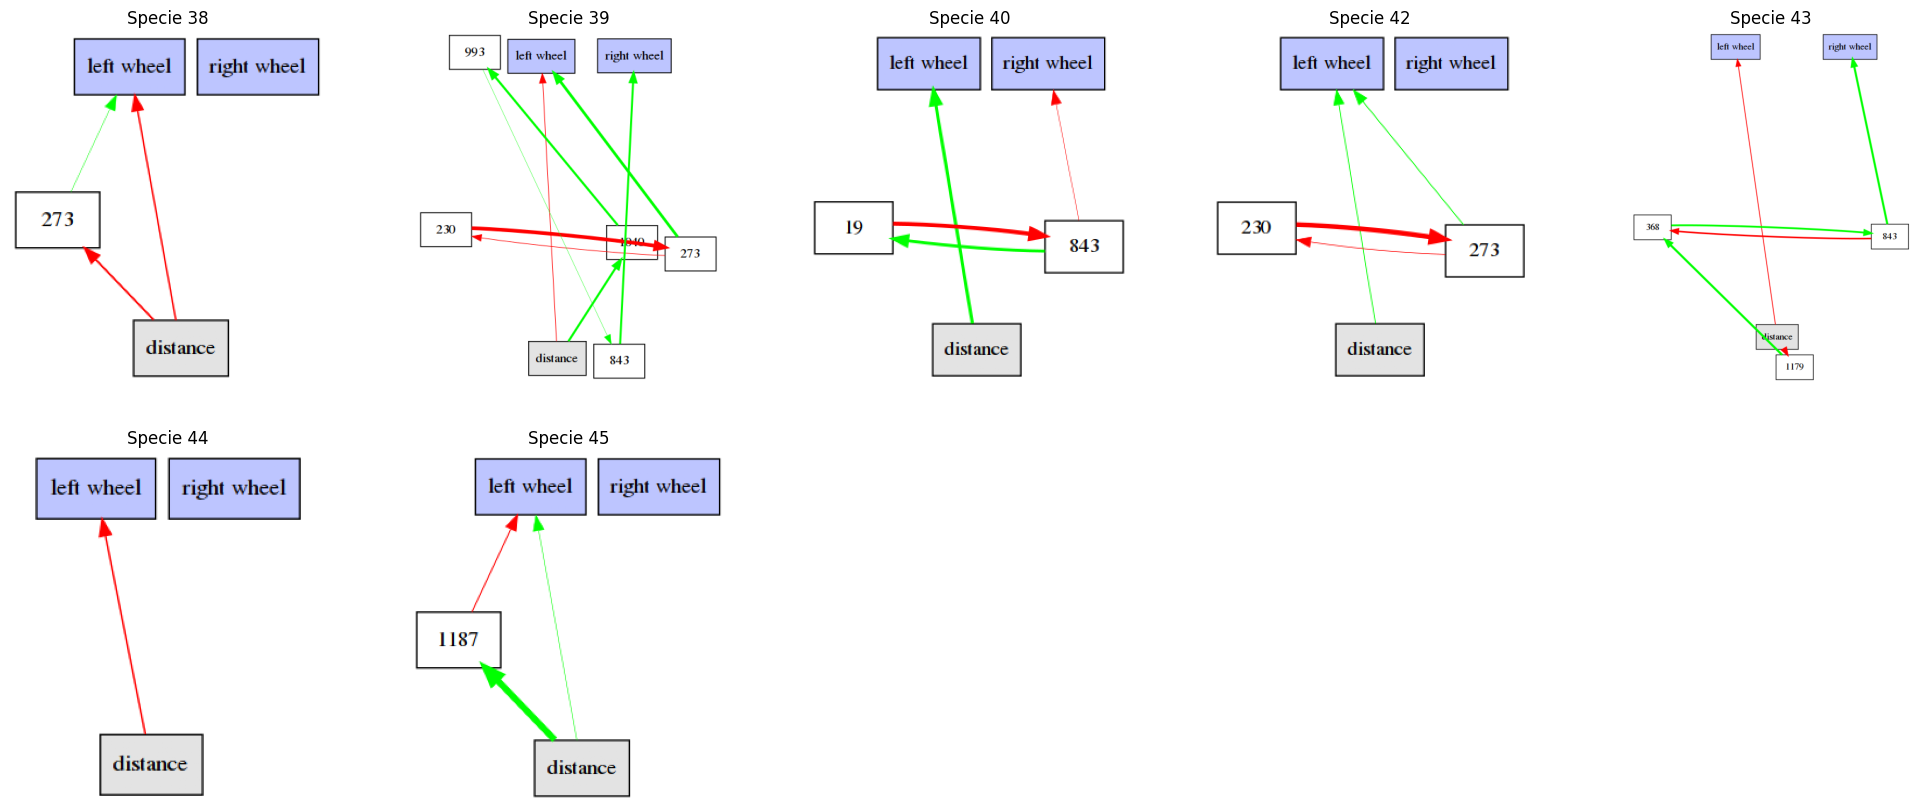 Specie 38
left wheel
right wheel
273
distance
Specie 39
993
left wheel
right wheel
230
1040
273
distance
843
Specie 40
left wheel
right wheel
19
843
distance
Specie 42
left wheel
right wheel
230
273
distance
Specie 43
left wheel
right wheel
368
843
distance
1179
Specie 44
left wheel
right wheel
distance
Specie 45
left wheel
right wheel
1187
distance